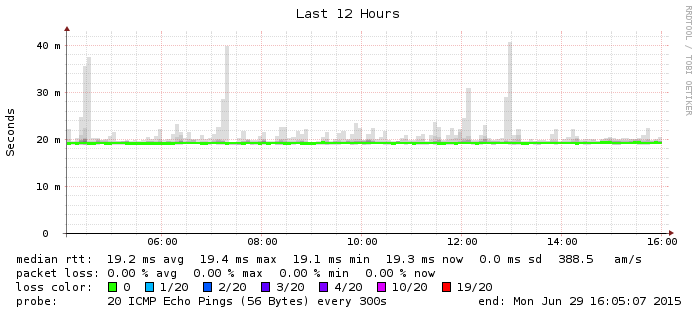 Last 12 Hours
RRDTOOL / TOBI OETIKER
Seconds
40 m
30 m
20 m
10 m
0
06:00 08:00 10:00 12:00 14:00 16:00
median rtt: 19.2 ms avg 19.4 ms max 19.1 ms min 19.3 ms now 0.0 ms sd 388.5 am/s
packet loss: 0.00 % avg 0.00 % max 0.00 % min 0.00 % now
loss color: 0 1/20 2/20 3/20 4/20 10/20 19/20
probe: 20 ICMP Echo Pings (56 Bytes) every 300s end: Mon Jun 29 16:05:07 2015